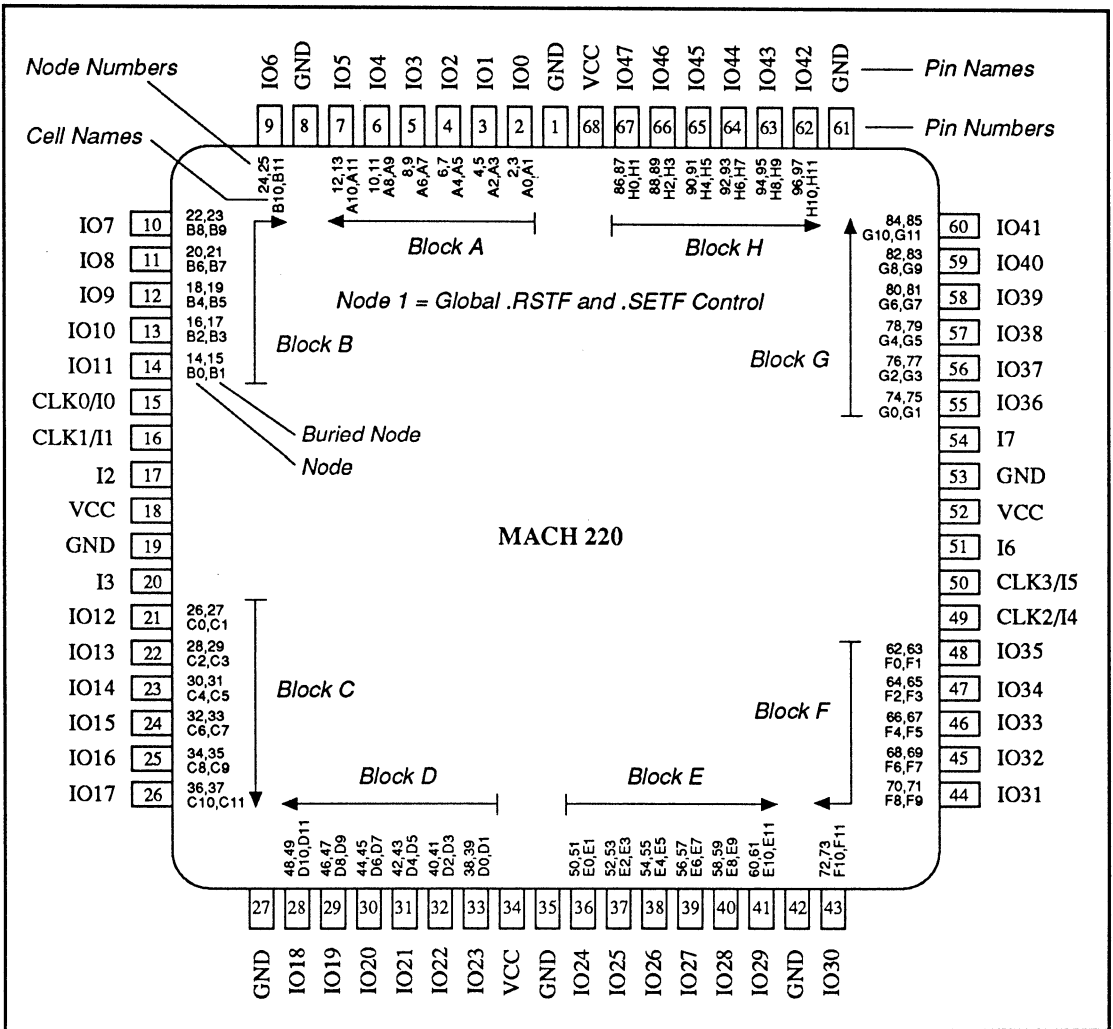 Node Numbers
Cell Names
IO6
GND
IO5
IO4
IO3
IO2
IO1
IO0
GND
VCC
IO47
IO46
IO45
IO44
IO43
IO42
GND
Pin Names
9
8
7
6
5
4
3
2
1
68
67
66
65
64
63
62
61
Pin Numbers
24,25
B10,B11
12,13
A10,A11
10,11
A8,A9
8,9
A6,A7
6,7
A4,A5
4,5
A2,A3
2,3
A0,A1
86,87
H0,H1
88,89
H2,H3
90,91
H4,H5
92,93
H6,H7
94,95
H8,H9
96,97
H10,H11
Block A
Block H
Node 1 = Global .RSTF and .SETF Control
IO7 10
22,23
B8,B9
IO8 11
20,21
B6,B7
IO9 12
18,19
B4,B5
IO10 13
16,17
B2,B3
IO11 14
14,15
B0,B1
Block B
CLK0/I0 15
CLK1/I1 16
I2 17
VCC 18
GND 19
I3 20
Buried Node
Node
84,85
G10,G11
60 IO41
82,83
G8,G9
59 IO40
80,81
G6,G7
58 IO39
78,79
G4,G5
57 IO38
76,77
G2,G3
56 IO37
74,75
G0,G1
55 IO36
Block G
54 I7
53 GND
52 VCC
51 I6
50 CLK3/I5
49 CLK2/I4
MACH 220
IO12 21
26,27
C0,C1
IO13 22
28,29
C2,C3
IO14 23
30,31
C4,C5
IO15 24
32,33
C6,C7
IO16 25
34,35
C8,C9
IO17 26
36,37
C10,C11
Block C
62,63
F0,F1
48 IO35
64,65
F2,F3
47 IO34
66,67
F4,F5
46 IO33
68,69
F6,F7
45 IO32
70,71
F8,F9
44 IO31
Block F
Block D
Block E
48,49
D10,D11
46,47
D8,D9
44,45
D6,D7
42,43
D4,D5
40,41
D2,D3
38,39
D0,D1
50,51
E0,E1
52,53
E2,E3
54,55
E4,E5
56,57
E6,E7
58,59
E8,E9
60,61
E10,E11
72,73
F10,F11
27
28
29
30
31
32
33
34
35
36
37
38
39
40
41
42
43
GND
IO18
IO19
IO20
IO21
IO22
IO23
VCC
GND
IO24
IO25
IO26
IO27
IO28
IO29
GND
IO30